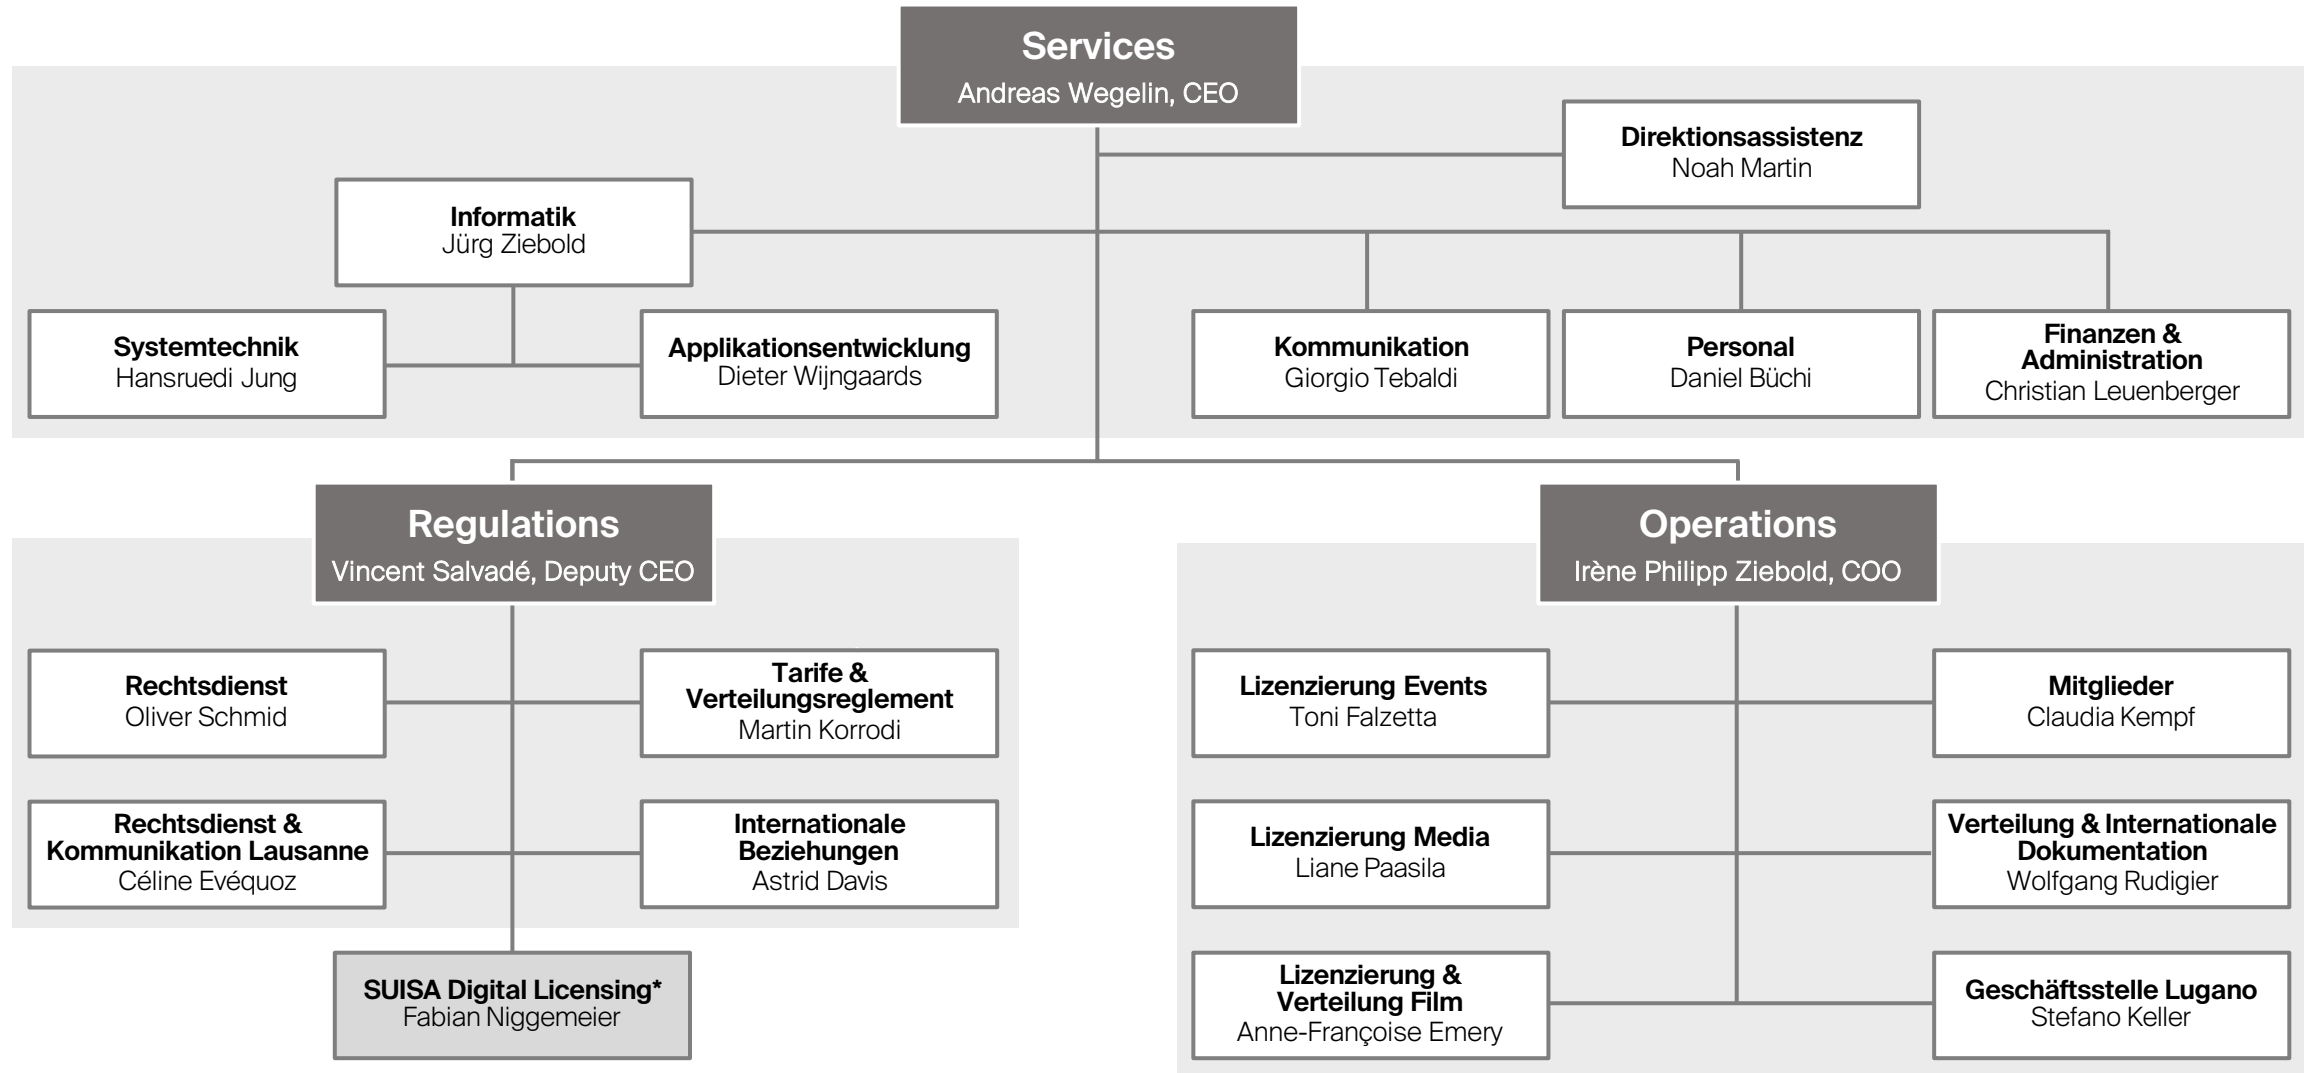 Services
Andreas Wegelin, CEO
Direktionsassistenz
Noah Martin
Informatik
Jürg Ziebold
Systemtechnik
Hansruedi Jung
Applikationsentwicklung
Dieter Wijngaards
Kommunikation
Giorgio Tebaldi
Personal
Daniel Büchi
Finanzen &
Administration
Christian Leuenberger
Regulations
Vincent Salvadé, Deputy CEO
Rechtsdienst
Oliver Schmid
Tarife &
Verteilungsreglement
Martin Korrodi
Rechtsdienst &
Kommunikation Lausanne
Céline Evéquoz
Internationale
Beziehungen
Astrid Davis
SUISA Digital Licensing*
Fabian Niggemeier
Operations
Irène Philipp Ziebold, COO
Lizenzierung Events
Toni Falzetta
Mitglieder
Claudia Kempf
Lizenzierung Media
Liane Paasila
Verteilung & Internationale
Dokumentation
Wolfgang Rudigier
Lizenzierung &
Verteilung Film
Anne-Françoise Emery
Geschäftsstelle Lugano
Stefano Keller